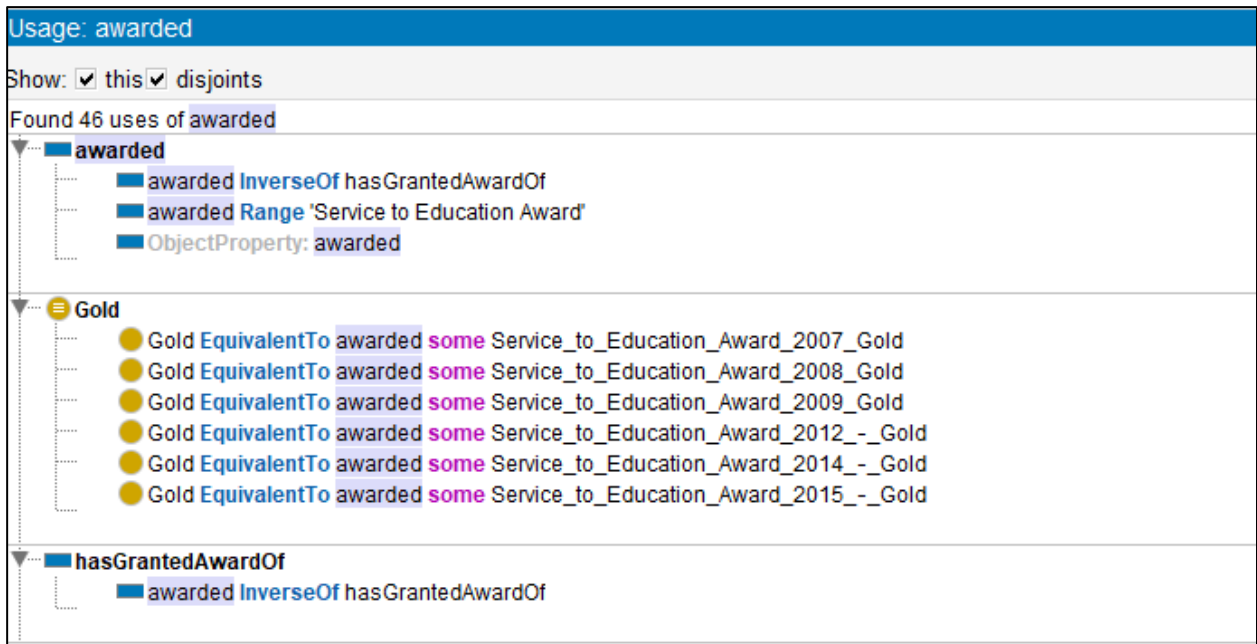 Usage: awarded
Show: this disjoints
Found 46 uses of awarded
awarded
awarded InverseOf hasGrantedAwardOf
awarded Range 'Service to Education Award'
ObjectProperty: awarded
Gold
Gold EquivalentTo awarded some Service_to_Education_Award_2007_Gold
Gold EquivalentTo awarded some Service_to_Education_Award_2008_Gold
Gold EquivalentTo awarded some Service_to_Education_Award_2009_Gold
Gold EquivalentTo awarded some Service_to_Education_Award_2012_-_Gold
Gold EquivalentTo awarded some Service_to_Education_Award_2014_-_Gold
Gold EquivalentTo awarded some Service_to_Education_Award_2015_-_Gold
hasGrantedAwardOf
awarded InverseOf hasGrantedAwardOf